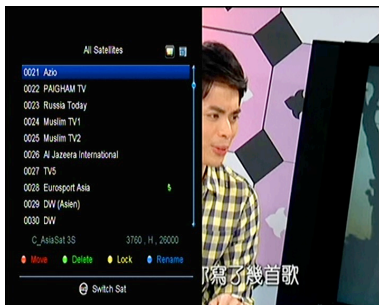 All Satellites
0021 Azio
0022 PAIGHAM TV
0023 Russia Today
0024 Muslim TV1
0025 Muslim TV2
0026 Al Jazeera International
0027 TV5
0028 Eurosport Asia $
0029 DW (Asien)
0030 DW
C_AsiaSat 3S 3760 , H , 26000
Move Delete Lock Rename
Switch Sat
寫了幾首歌